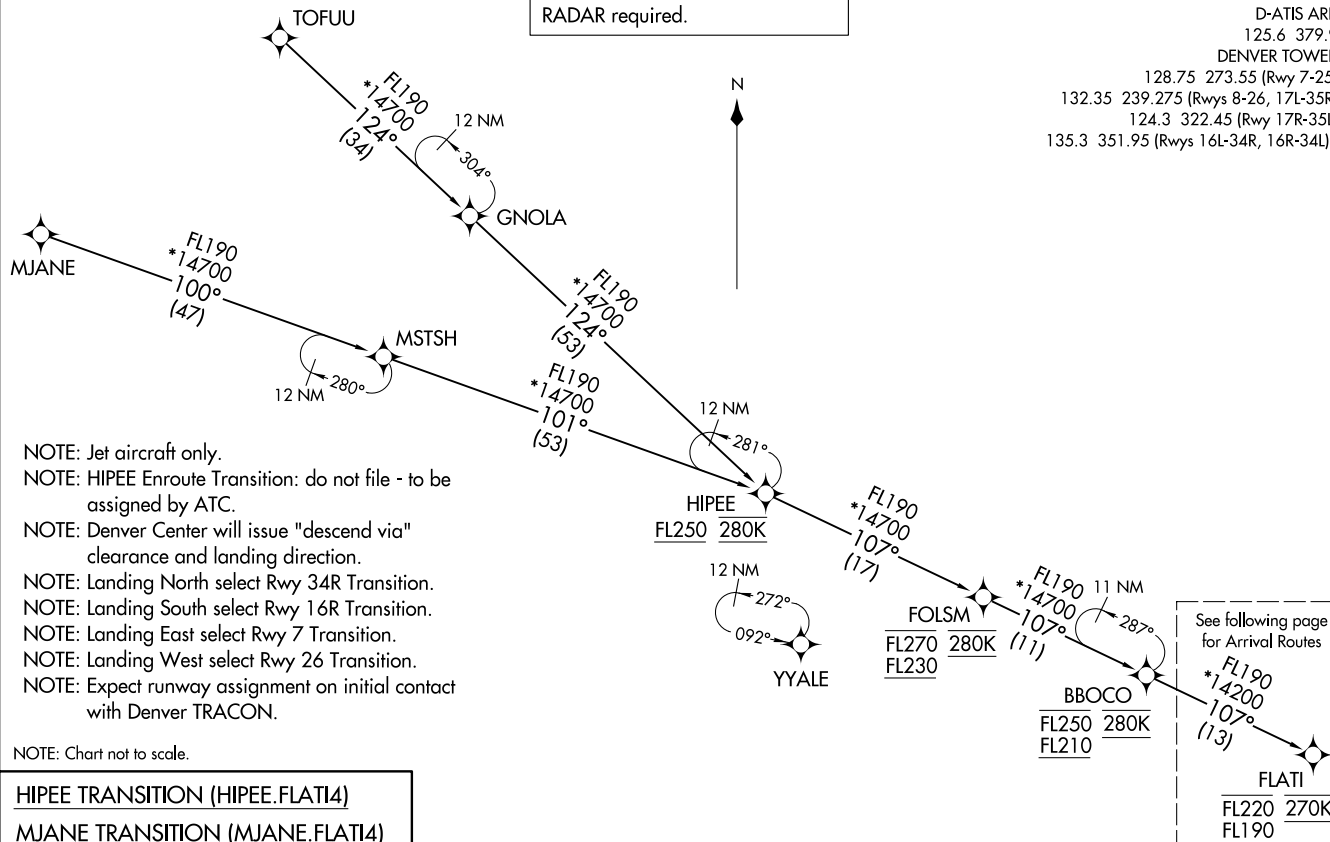 RADAR required.
D-ATIS ARR
125.6 379.9
DENVER TOWER
128.75 273.55 (Rwy 7-25)
132.35 239.275 (Rwys 8-26, 17L-35R)
124.3 322.45 (Rwy 17R-35L)
135.3 351.95 (Rwys 16L-34R, 16R-34L)
TOFUU
FL190
*14700
124°
(34)
12 NM
304°
GNOLA
N
MJANE
FL190
*14700
100°
(47)
MSTSH
12 NM
280°
FL190
*14700
124°
(53)
FL190
*14700
101°
(53)
12 NM
281°
HIPEE
FL250 280K
FL190
*14700
107°
(17)
12 NM
272°
092°
YYALE
FOLSM
FL270 280K
FL230
FL190
*14700
107°
(11)
11 NM
287°
BBOCO
FL250 280K
FL210
See following page
for Arrival Routes
FL190
*14200
107°
(13)
FLATI
FL220 270K
FL190
NOTE: Jet aircraft only.
NOTE: HIPEE Enroute Transition: do not file - to be
assigned by ATC.
NOTE: Denver Center will issue "descend via"
clearance and landing direction.
NOTE: Landing North select Rwy 34R Transition.
NOTE: Landing South select Rwy 16R Transition.
NOTE: Landing East select Rwy 7 Transition.
NOTE: Landing West select Rwy 26 Transition.
NOTE: Expect runway assignment on initial contact
with Denver TRACON.
NOTE: Chart not to scale.
HIPEE TRANSITION (HIPEE.FLATI4)
MJANE TRANSITION (MJANE.FLATI4)